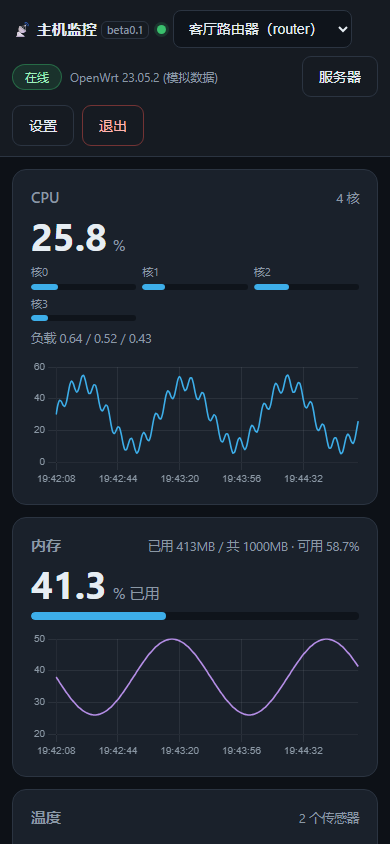 主机监控 beta0.1 客厅路由器（router）
在线 OpenWrt 23.05.2 (模拟数据) 服务器
设置 退出
CPU 4 核
25.8 %
核0 核1 核2
核3
负载 0.64 / 0.52 / 0.43
60
40
20
0
19:42:08 19:42:44 19:43:20 19:43:56 19:44:32
内存 已用 413MB / 共 1000MB · 可用 58.7%
41.3 % 已用
50
40
30
20
19:42:08 19:42:44 19:43:20 19:43:56 19:44:32
温度 2 个传感器